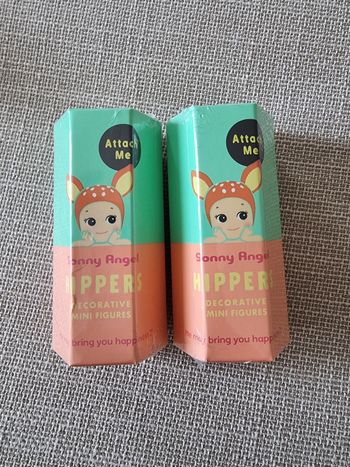 Attach
Me
Sonny Angel
HIPPERS
DECORATIVE
MINI FIGURES
bring you happiness
Attach
Me
Sonny Angel
HIPPERS
DECORATIVE
MINI FIGURES
may bring you happiness